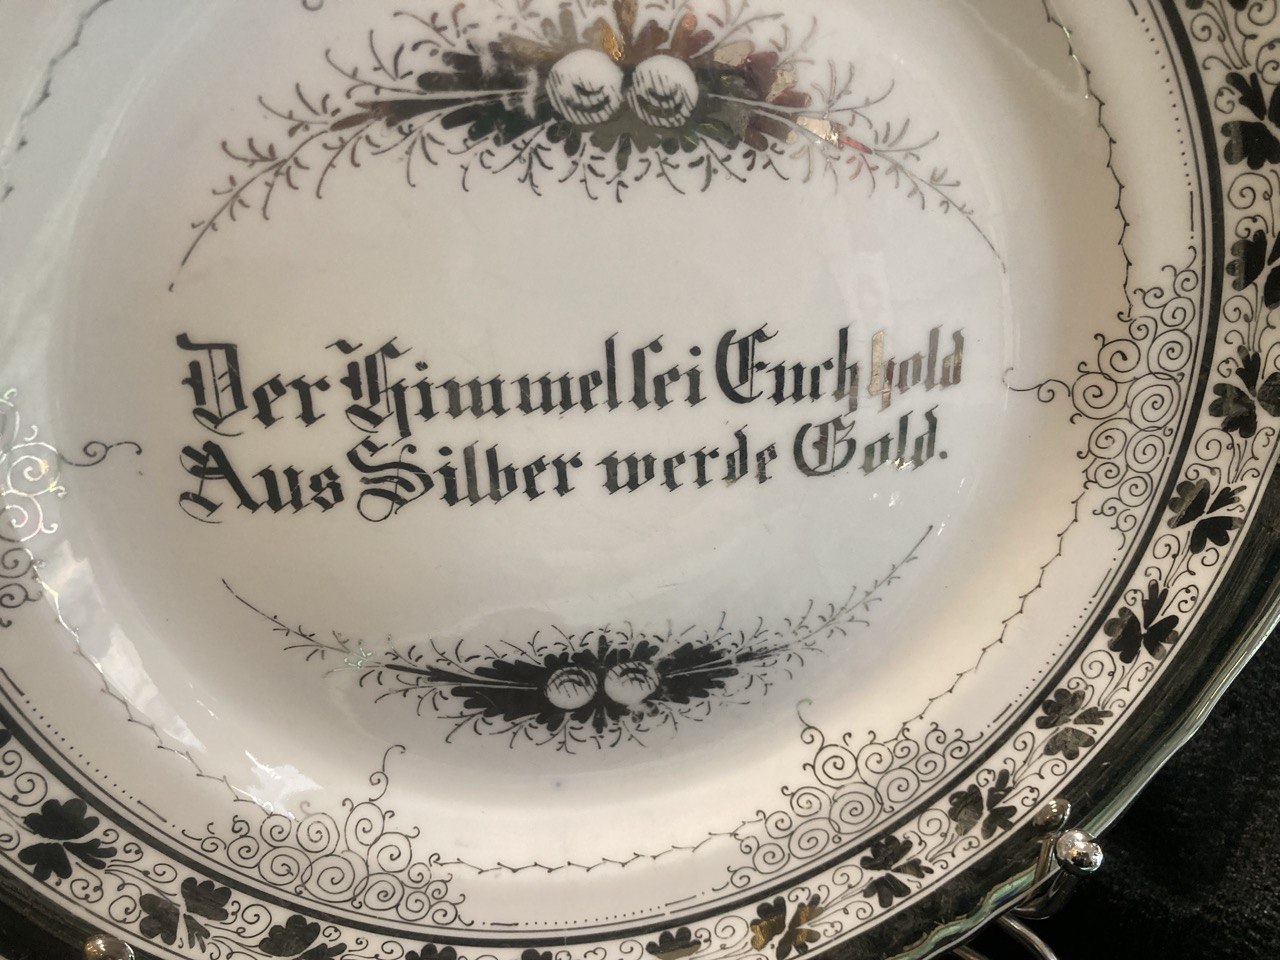 Der Himmel sei Euch hold
Aus Silber werde Gold.